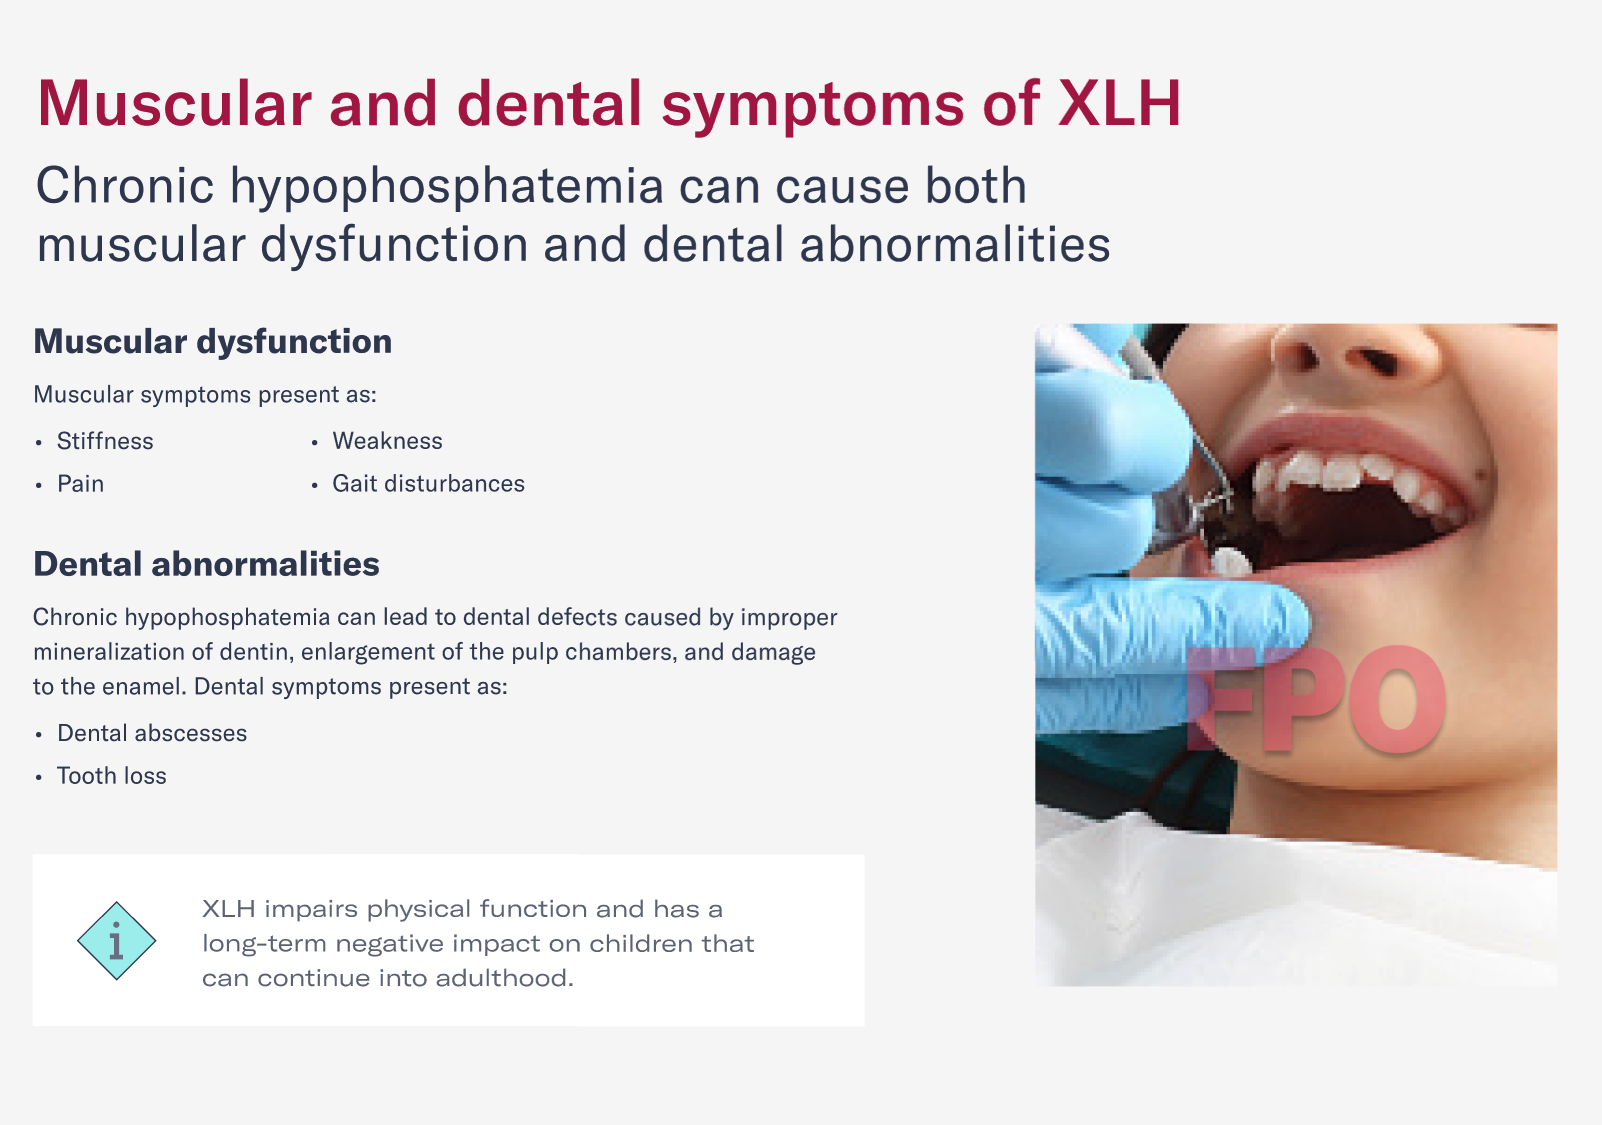 Muscular and dental symptoms of XLH
Chronic hypophosphatemia can cause both
muscular dysfunction and dental abnormalities
Muscular dysfunction
Muscular symptoms present as:
• Stiffness
• Pain
• Weakness
• Gait disturbances
Dental abnormalities
Chronic hypophosphatemia can lead to dental defects caused by improper
mineralization of dentin, enlargement of the pulp chambers, and damage
to the enamel. Dental symptoms present as:
• Dental abscesses
• Tooth loss
i
XLH impairs physical function and has a
long-term negative impact on children that
can continue into adulthood.
FPO